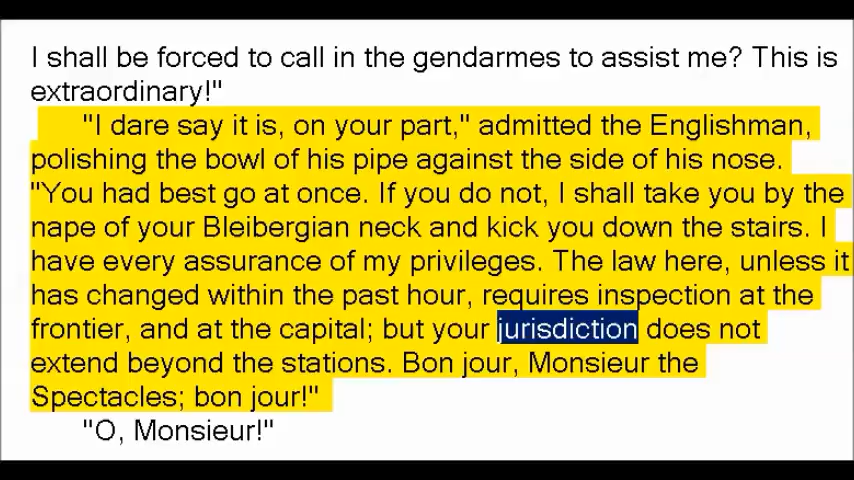 I shall be forced to call in the gendarmes to assist me? This is
extraordinary!"
"I dare say it is, on your part," admitted the Englishman,
polishing the bowl of his pipe against the side of his nose.
"You had best go at once. If you do not, I shall take you by the
nape of your Bleibergian neck and kick you down the stairs. I
have every assurance of my privileges. The law here, unless it
has changed within the past hour, requires inspection at the
frontier, and at the capital; but your jurisdiction does not
extend beyond the stations. Bon jour, Monsieur the
Spectacles; bon jour!"
"O, Monsieur!"